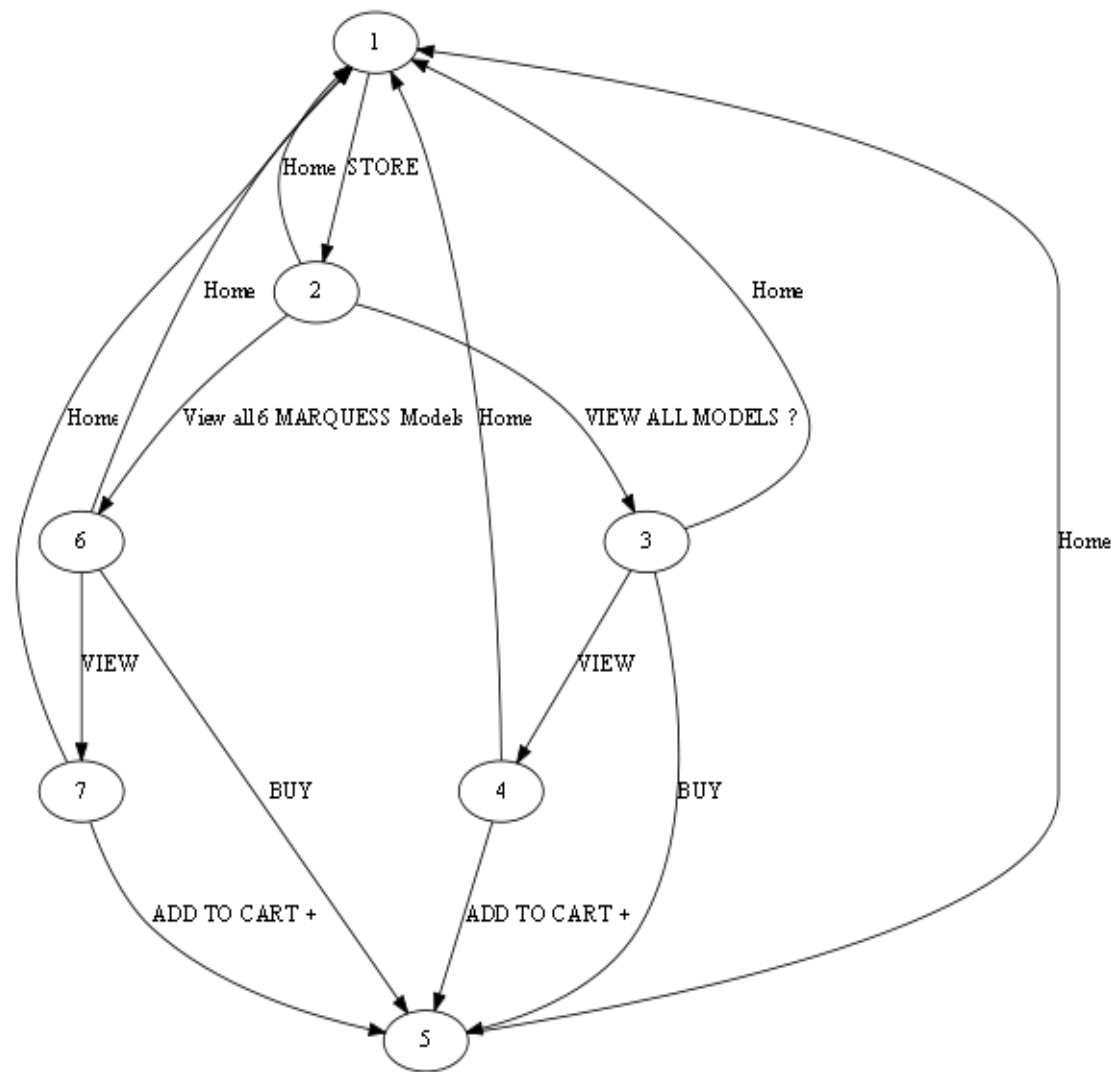 1
Home
STORE
2
Home
Home
View all 6 MARQUESS Models
Home
VIEW ALL MODELS ?
Home
6
3
Home
VIEW
VIEW
7
BUY
4
BUY
ADD TO CART +
ADD TO CART +
5